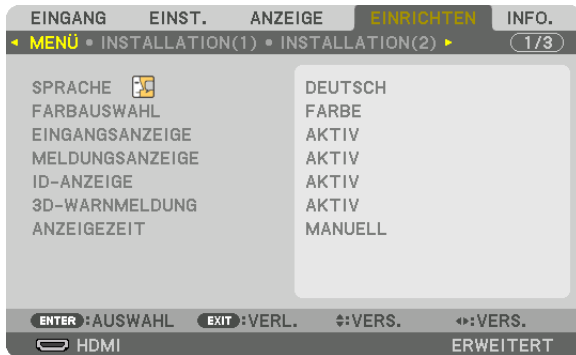 EINGANG EINST. ANZEIGE EINRICHTEN INFO.
◂ MENÜ • INSTALLATION(1) • INSTALLATION(2) ▸ 1/3
SPRACHE DEUTSCH
FARBAUSWAHL FARBE
EINGANGSANZEIGE AKTIV
MELDUNGSANZEIGE AKTIV
ID-ANZEIGE AKTIV
3D-WARNMELDUNG AKTIV
ANZEIGEZEIT MANUELL
ENTER:AUSWAHL EXIT:VERL. ⬍:VERS. ⬌:VERS.
HDMI ERWEITERT